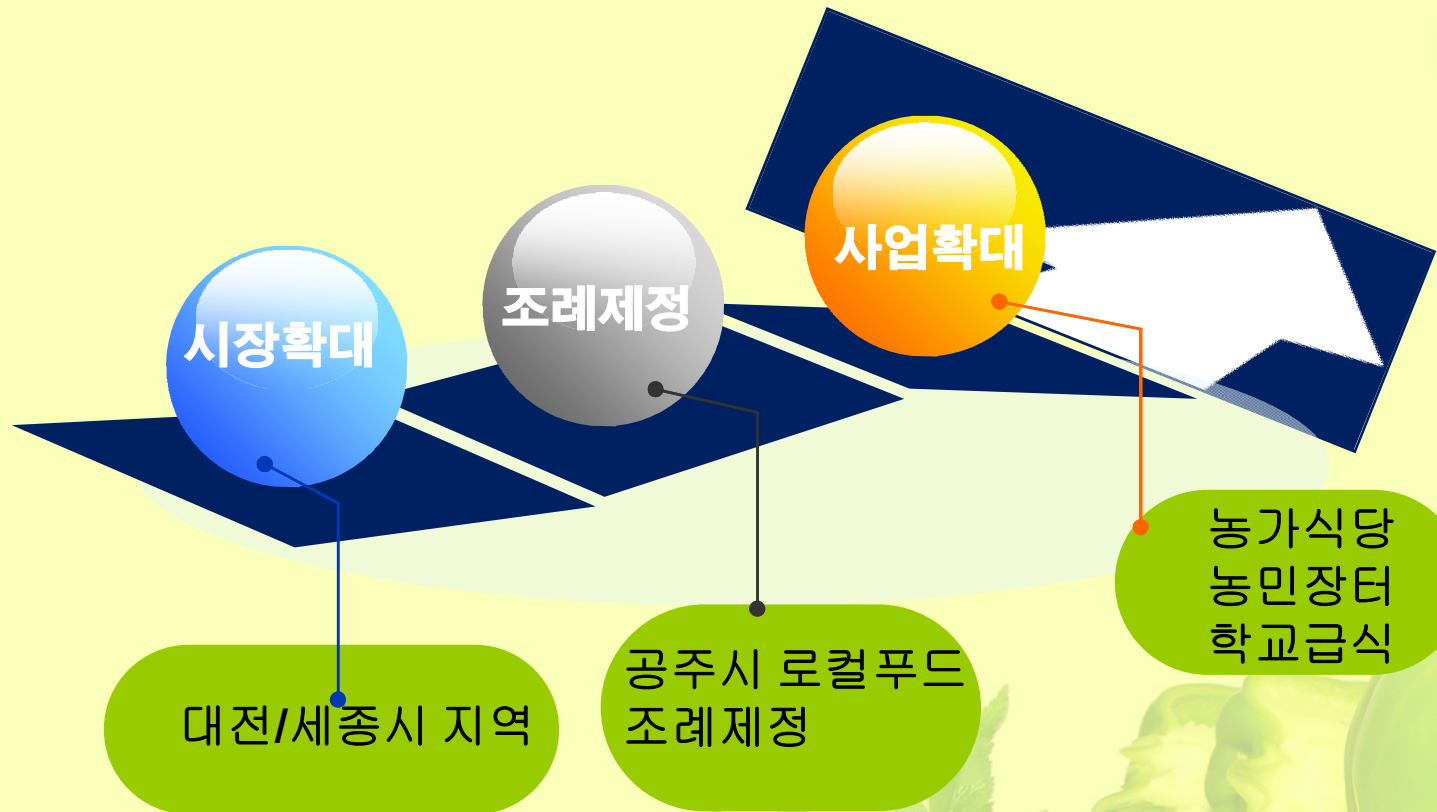 시장확대
조례제정
사업확대
대전/세종시 지역
공주시 로컬푸드
조례제정
농가식당
농민장터
학교급식